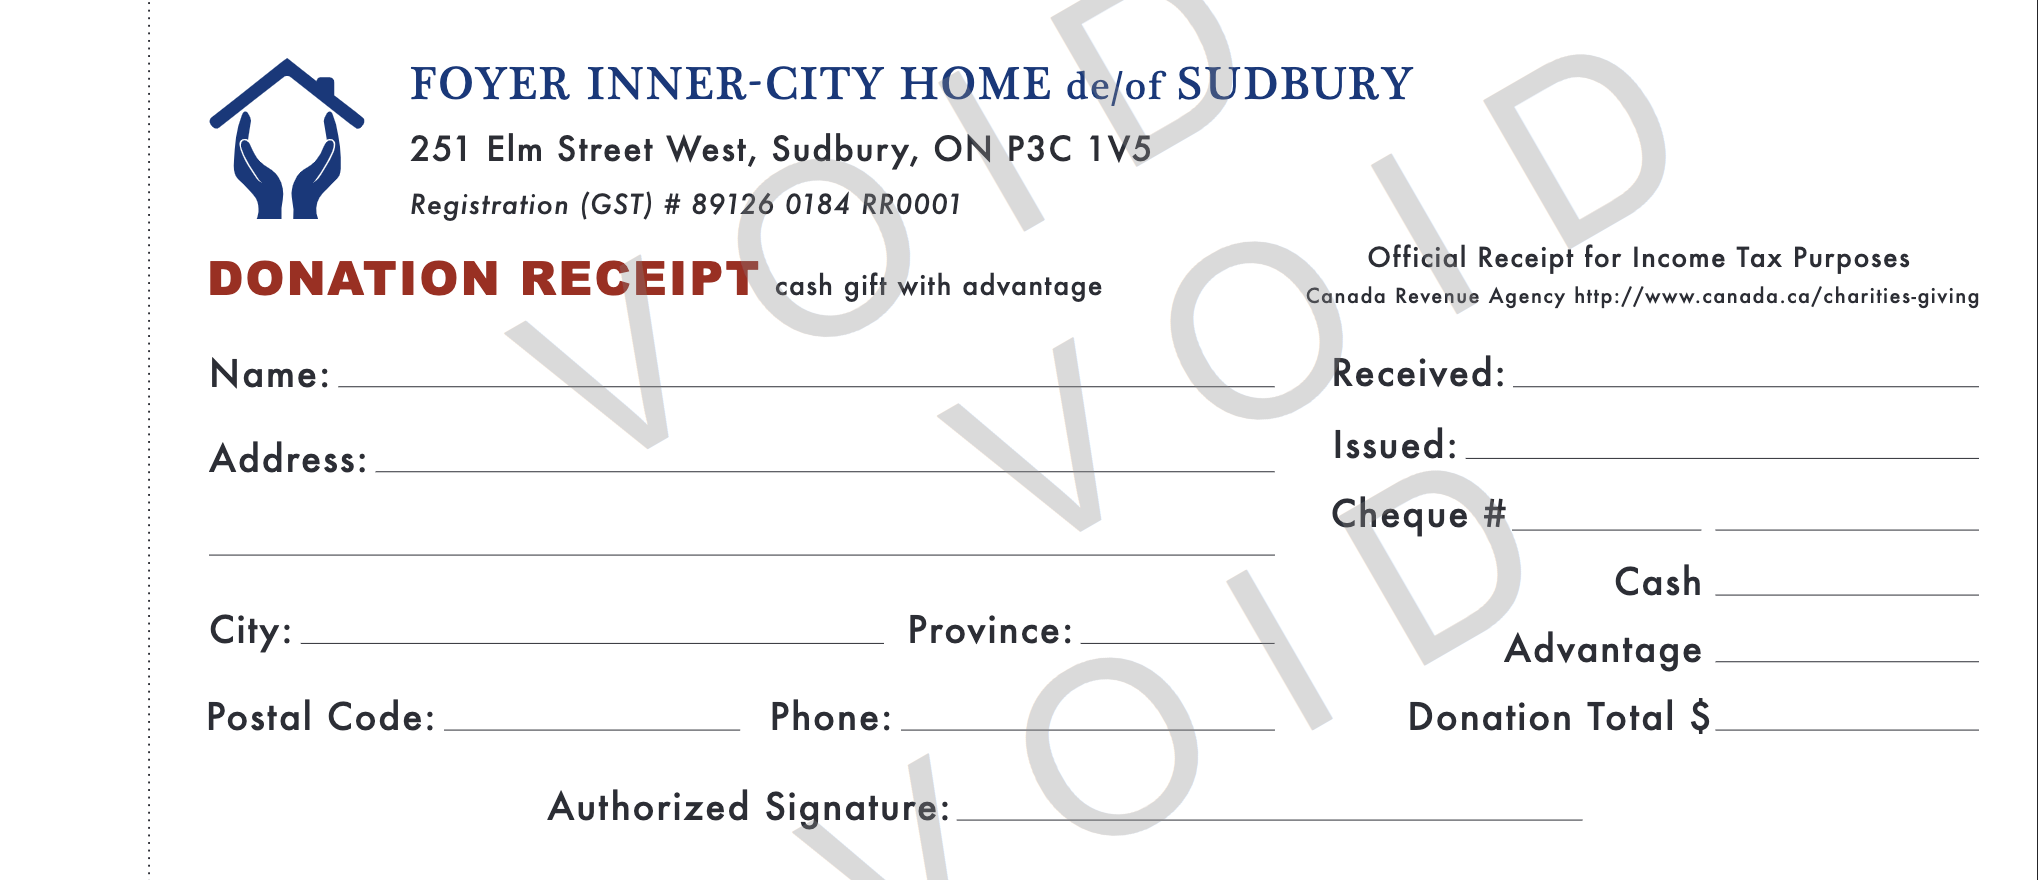 FOYER INNER-CITY HOME de/of SUDBURY
251 Elm Street West, Sudbury, ON P3C 1V5
Registration (GST) # 89126 0184 RR0001
DONATION RECEIPT cash gift with advantage
Official Receipt for Income Tax Purposes
Canada Revenue Agency http://www.canada.ca/charities-giving
Name:
Address:
City: Province:
Postal Code: Phone:
Received:
Issued:
Cheque #
Cash
Advantage
Donation Total $
Authorized Signature:
VOID
VOID
VOID